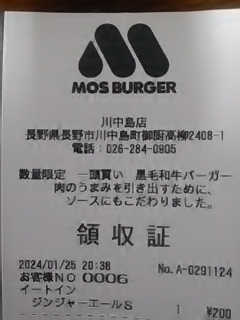 MOS BURGER
川中島店
長野県長野市川中島町御厨高柳2408-1
電話：026-284-0905
数量限定　一頭買い　黒毛和牛バーガー
肉のうまみを引き出すために、
ソースにもこだわりました。
領収証
2024/01/25 20:38　No.A-0291124
お客様NO 0006
イートイン
ジンジャーエールS　1　¥200